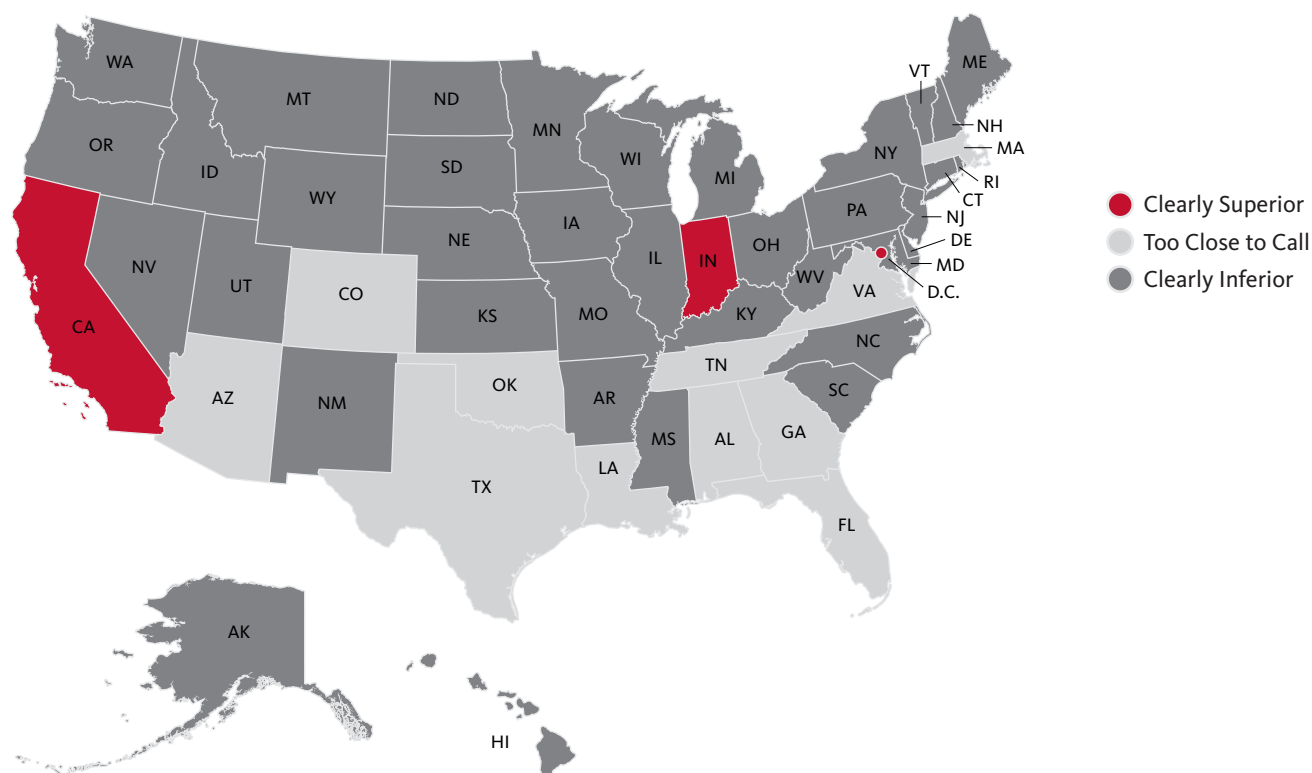 WA
MT
ND
MN
VT
ME
OR
ID
SD
WI
MI
NY
NH
MA
WY
RI
CT
IA
NE
PA
NJ
NV
UT
CO
IL
IN
OH
WV
DE
MD
D.C.
VA
CA
KS
MO
KY
NC
AZ
NM
OK
AR
TN
SC
MS
AL
GA
TX
LA
FL
AK
HI
Clearly Superior
Too Close to Call
Clearly Inferior